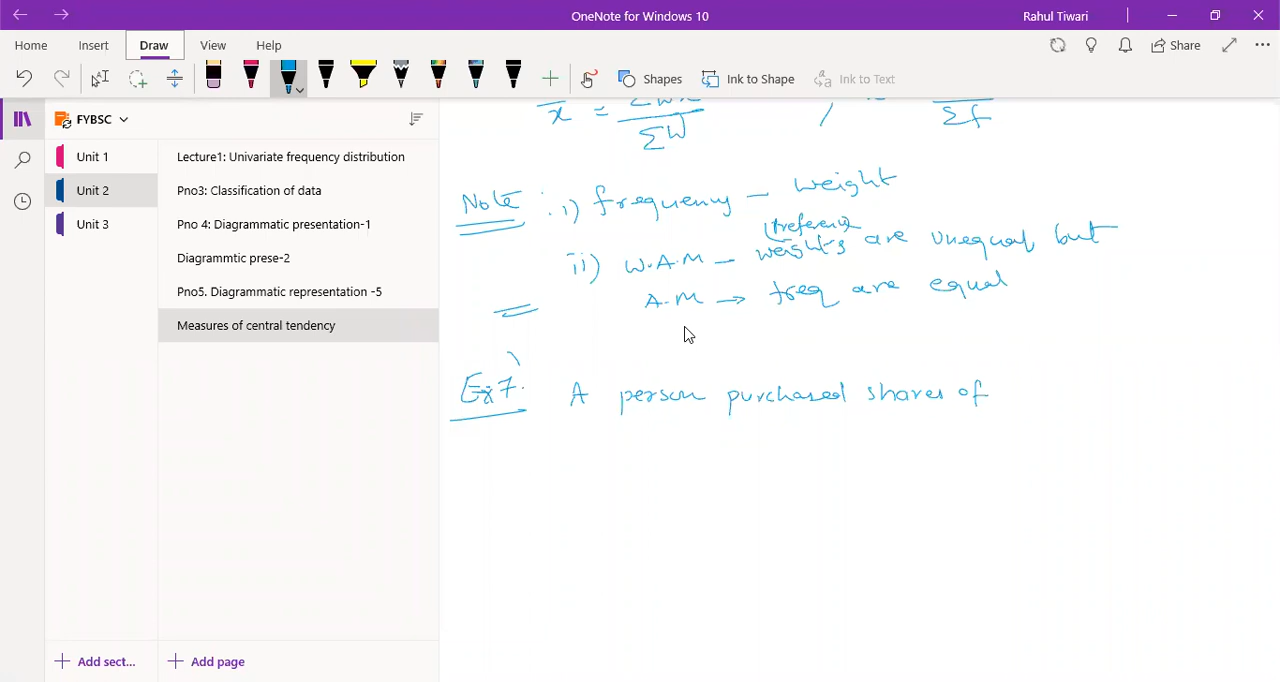 OneNote for Windows 10
Rahul Tiwari
Home Insert Draw View Help
Share
Shapes Ink to Shape Ink to Text
FYBSC
Unit 1
Unit 2
Unit 3
Lecture1: Univariate frequency distribution
Pno3: Classification of data
Pno 4: Diagrammatic presentation-1
Diagrammtic prese-2
Pno5. Diagrammatic representation -5
Measures of central tendency
Add sect...
Add page
x̄ = ΣWx / ΣW ,
Σf
Note : i) frequency - weight
(Preference
ii) W.A.M - weights are unequal but
A.M → freq are equal
Ex 7. A person purchased shares of